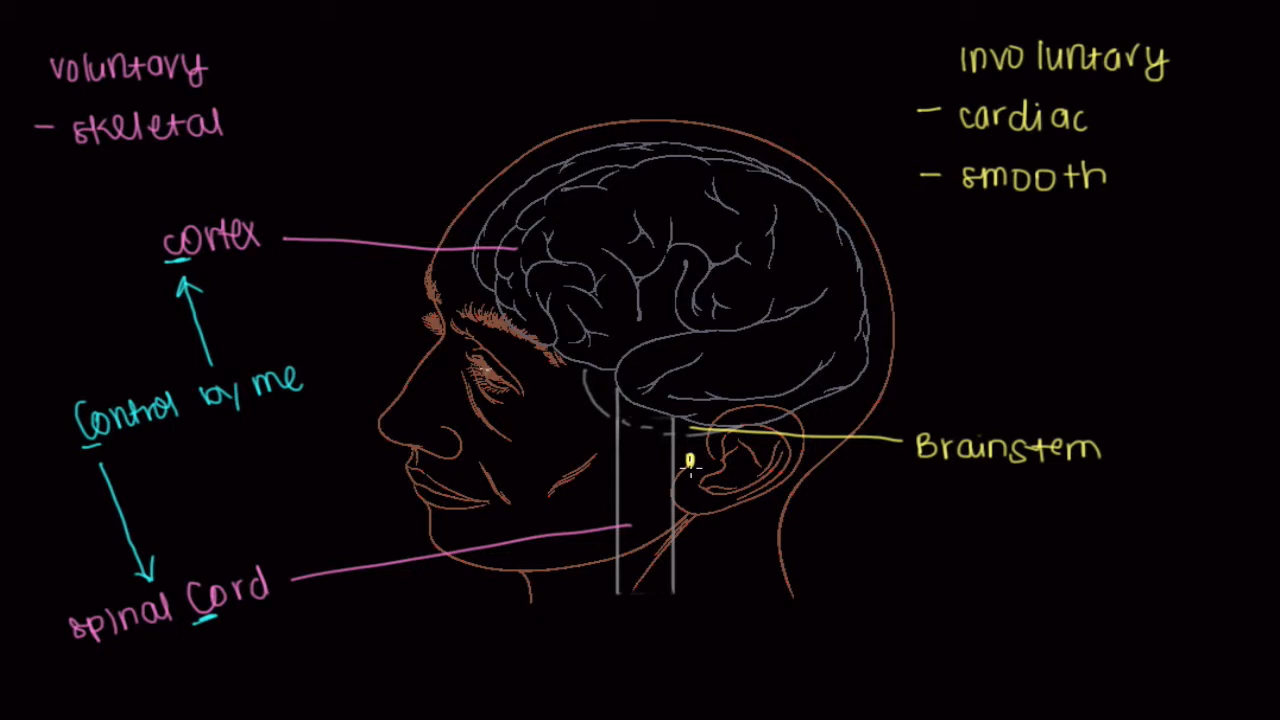 voluntary
- skeletal
cortex
Control by me
spinal Cord
involuntary
- cardiac
- smooth
Brainstem